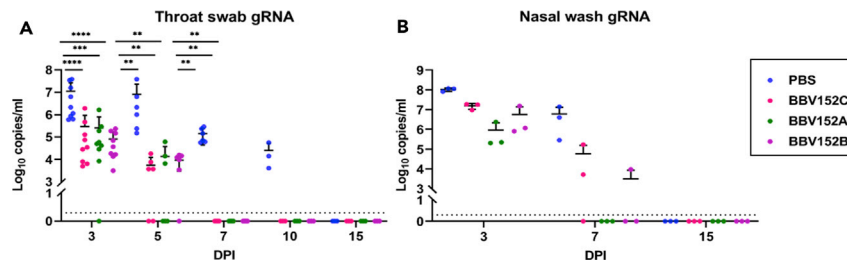 A
Throat swab gRNA
**** ** **
*** ** **
**** ** **
Log10 copies/ml
8
7
6
5
4
3
1
0
3 5 7 10 15
DPI
B
Nasal wash gRNA
Log10 copies/ml
9
8
7
6
5
4
3
1
0
3 7 15
DPI
PBS
BBV152C
BBV152A
BBV152B